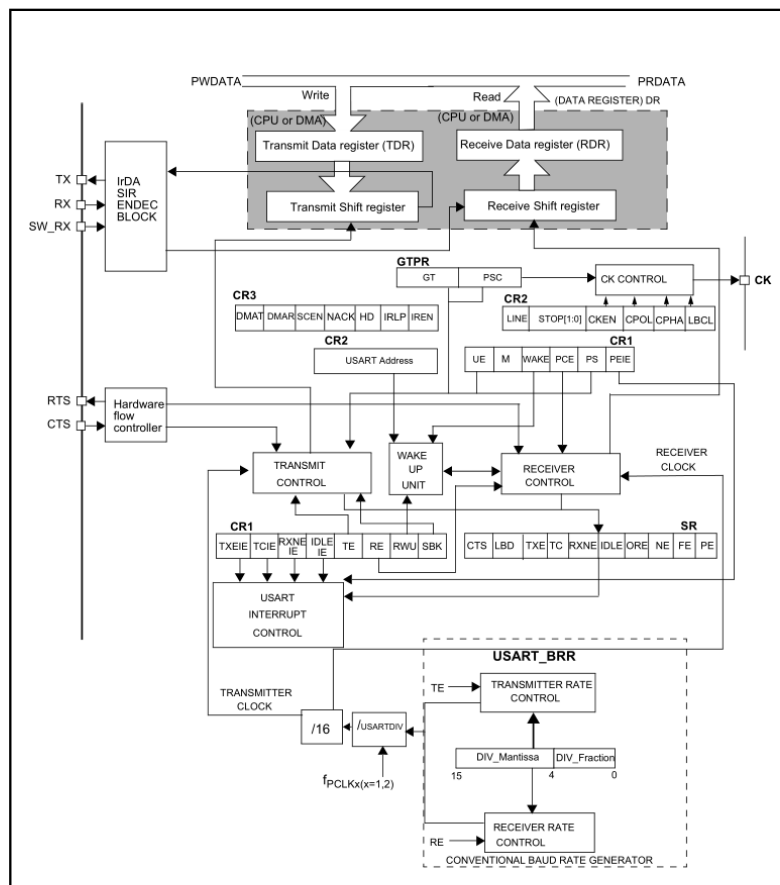 PWDATA
PRDATA
Write
Read
(DATA REGISTER) DR
(CPU or DMA)
(CPU or DMA)
Transmit Data register (TDR)
Receive Data register (RDR)
TX
RX
SW_RX
IrDA
SIR
ENDEC
BLOCK
Transmit Shift register
Receive Shift register
GTPR
GT
PSC
CK CONTROL
CK
CR3
DMAT
DMAR
SCEN
NACK
HD
IRLP
IREN
CR2
LINE
STOP[1:0]
CKEN
CPOL
CPHA
LBCL
CR2
USART Address
CR1
UE
M
WAKE
PCE
PS
PEIE
RTS
CTS
Hardware
flow
controller
TRANSMIT
CONTROL
WAKE
UP
UNIT
RECEIVER
CONTROL
RECEIVER
CLOCK
CR1
TXEIE
TCIE
RXNE
IE
IDLE
IE
TE
RE
RWU
SBK
SR
CTS
LBD
TXE
TC
RXNE
IDLE
ORE
NE
FE
PE
USART
INTERRUPT
CONTROL
USART_BRR
TRANSMITTER
CLOCK
TE
TRANSMITTER RATE
CONTROL
/16
/USARTDIV
DIV_Mantissa
DIV_Fraction
15
4
0
fPCLKx(x=1,2)
RECEIVER RATE
CONTROL
RE
CONVENTIONAL BAUD RATE GENERATOR